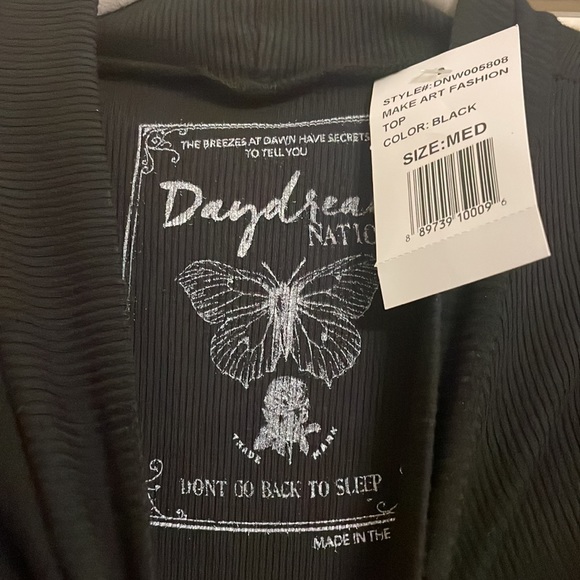 STYLE#:DNW005808
MAKE ART FASHION
TOP
COLOR: BLACK
SIZE:MED
8 89739 10009 6
THE BREEZES AT DAWN HAVE SECRETS
TO TELL YOU
Daydrea
NATIO
TRADE MARK
DONT GO BACK TO SLEEP
MADE IN THE